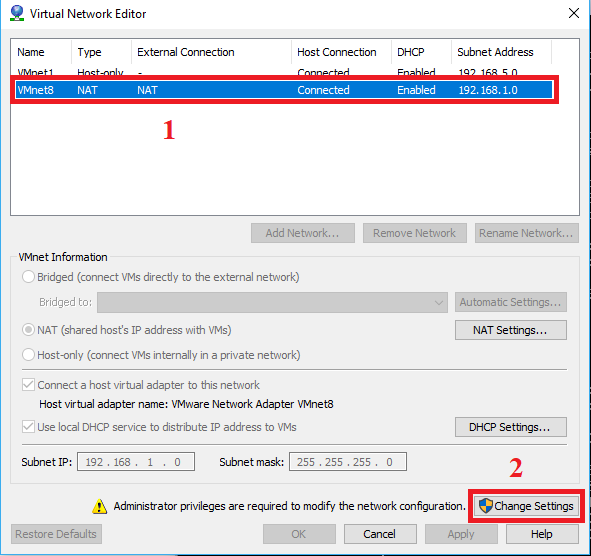 Virtual Network Editor
Name Type External Connection Host Connection DHCP Subnet Address
VMnet1 Host-only - Connected Enabled 192.168.5.0
VMnet8 NAT NAT Connected Enabled 192.168.1.0
1
Add Network... Remove Network Rename Network...
VMnet Information
Bridged (connect VMs directly to the external network)
Bridged to: Automatic Settings...
NAT (shared host's IP address with VMs) NAT Settings...
Host-only (connect VMs internally in a private network)
Connect a host virtual adapter to this network
Host virtual adapter name: VMware Network Adapter VMnet8
Use local DHCP service to distribute IP address to VMs DHCP Settings...
Subnet IP: 192 . 168 . 1 . 0 Subnet mask: 255 . 255 . 255 . 0
2
Administrator privileges are required to modify the network configuration. Change Settings
Restore Defaults OK Cancel Apply Help